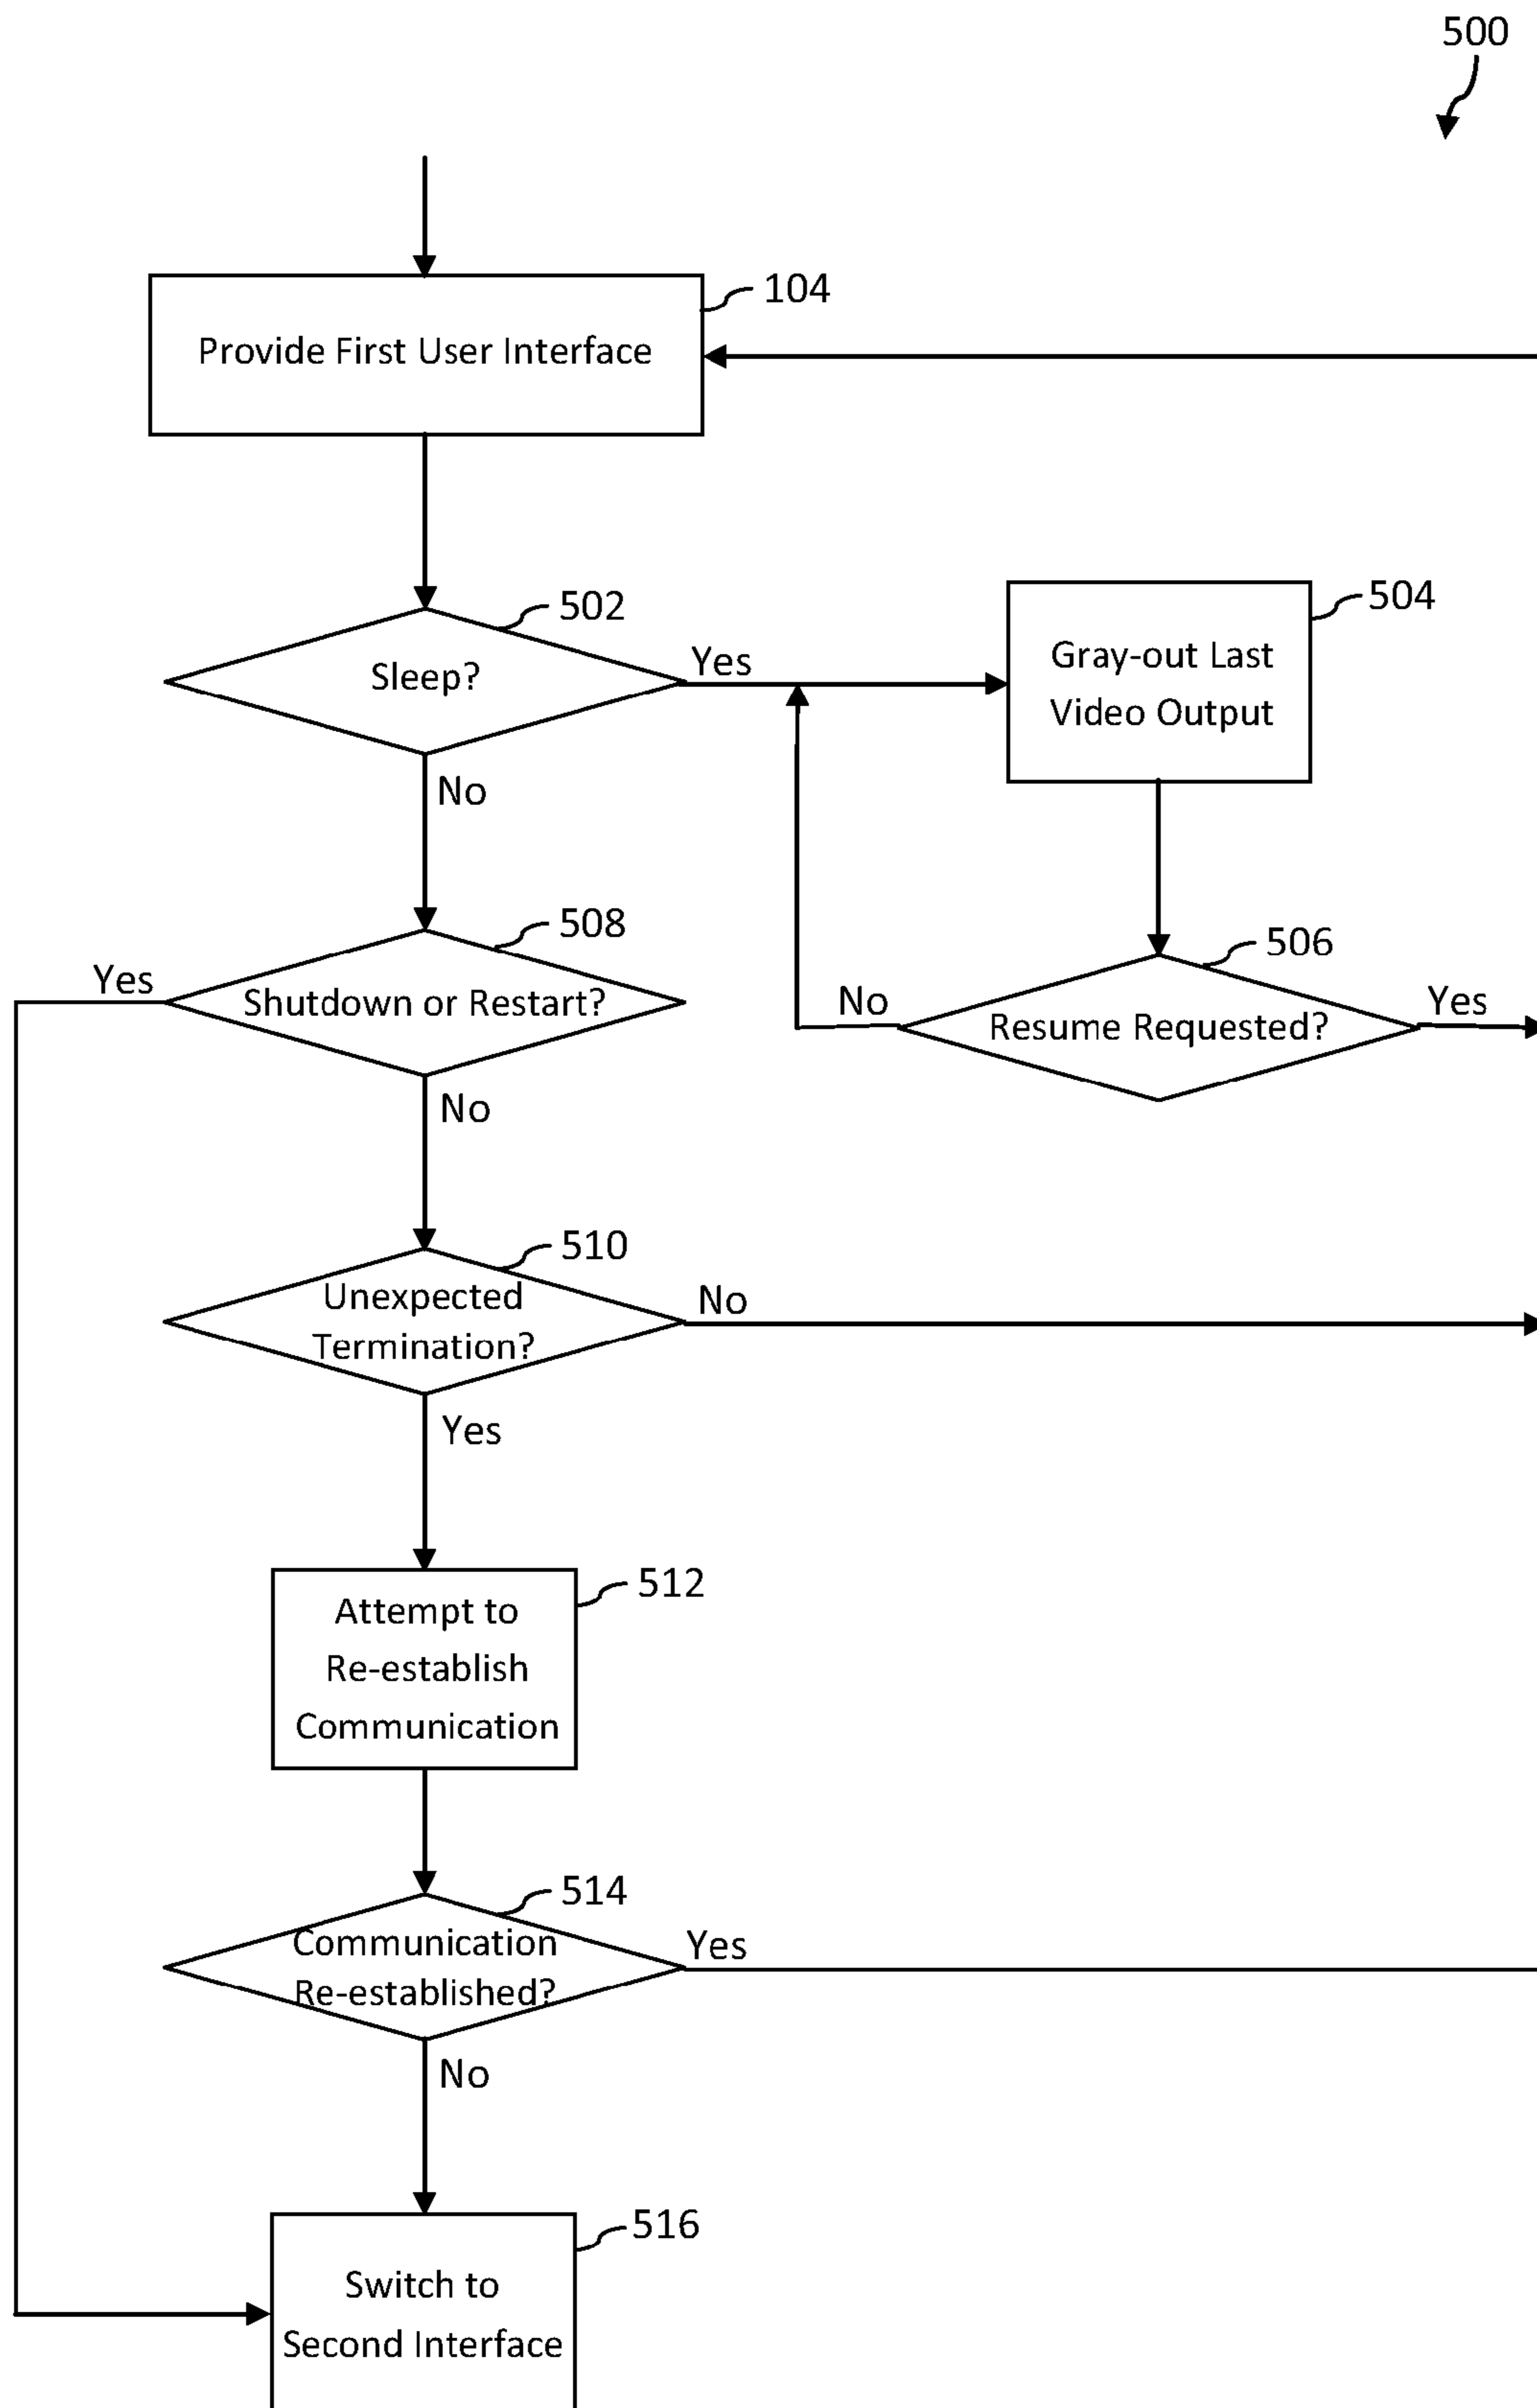 500
104
Provide First User Interface
502
Sleep?
Yes
504
Gray-out Last
Video Output
No
508
Yes
Shutdown or Restart?
506
No
Resume Requested?
Yes
No
510
Unexpected
Termination?
No
Yes
512
Attempt to
Re-establish
Communication
514
Communication
Re-established?
Yes
No
516
Switch to
Second Interface